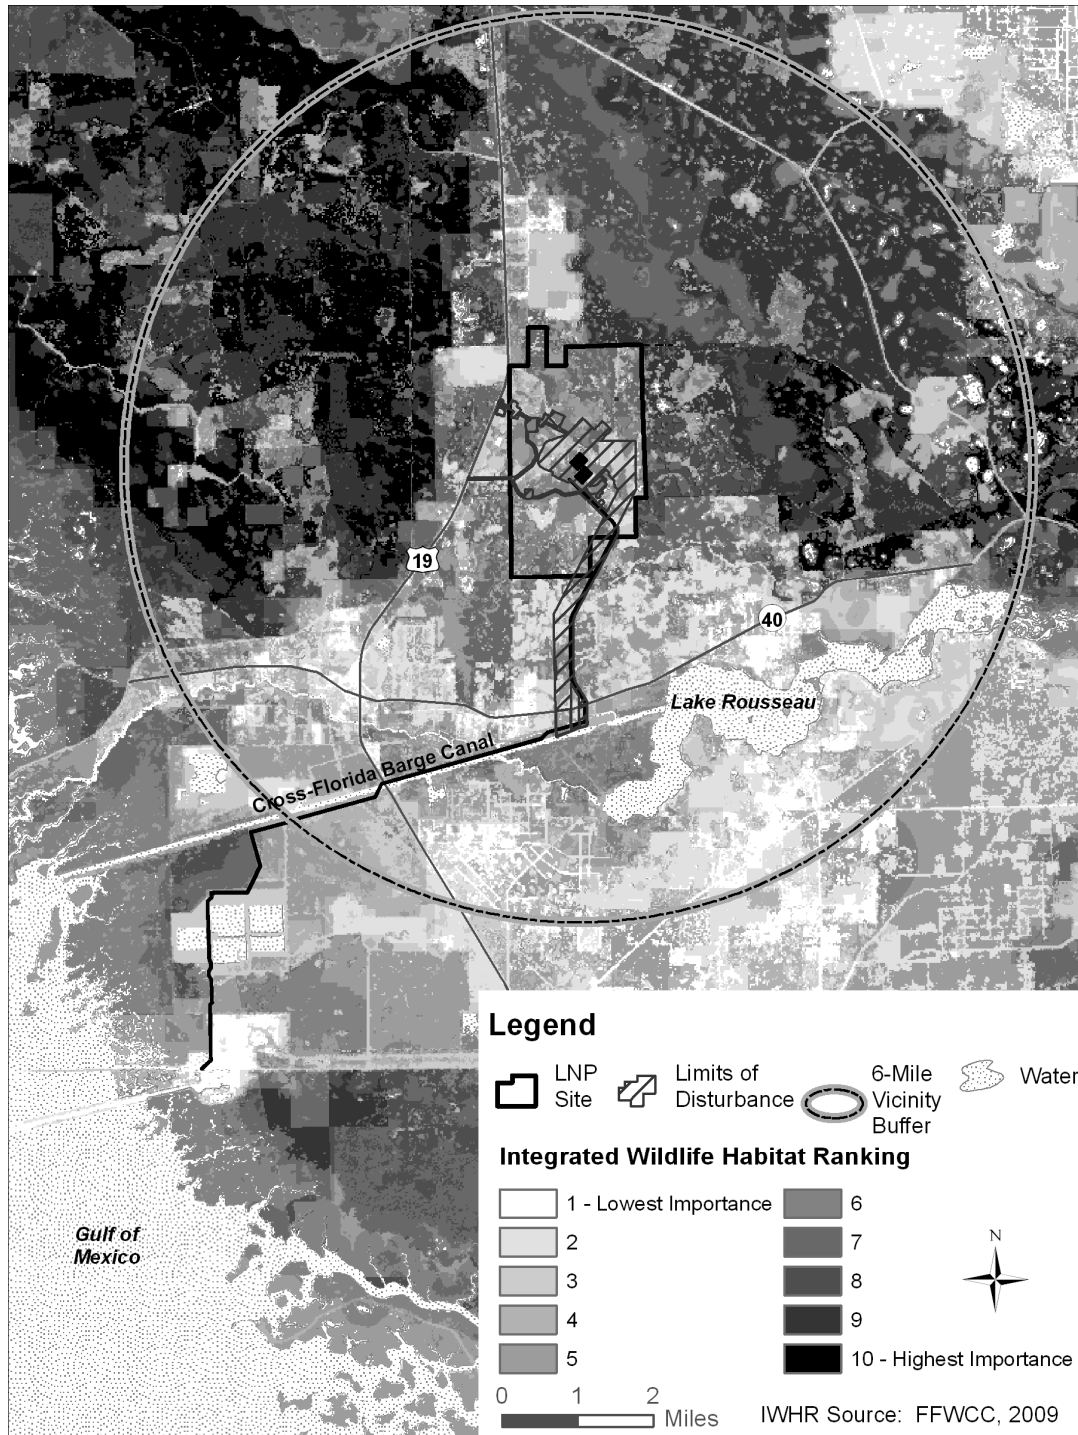 19
40
Lake Rousseau
Cross-Florida Barge Canal
Gulf of
Mexico
Legend
LNP
Site
Limits of
Disturbance
6-Mile
Vicinity
Buffer
Water
Integrated Wildlife Habitat Ranking
1 - Lowest Importance
2
3
4
5
6
7
8
9
10 - Highest Importance
N
0 1 2
Miles
IWHR Source: FFWCC, 2009